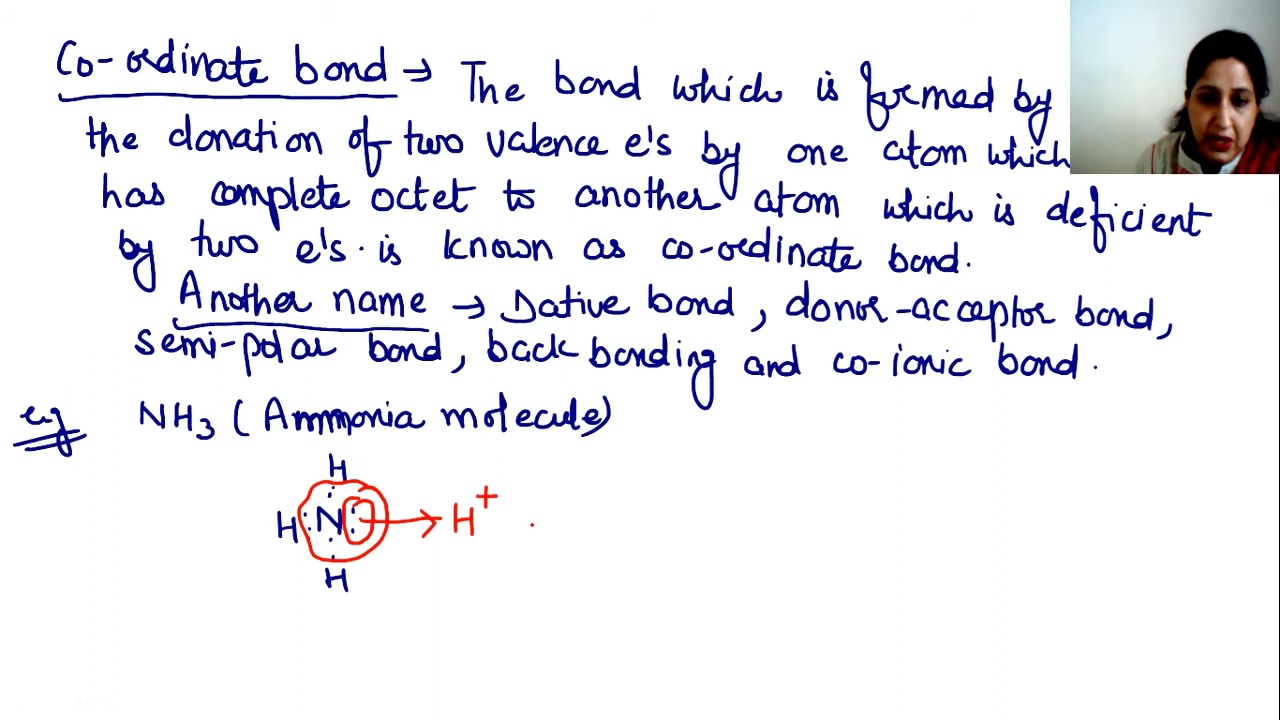 Co-ordinate bond → The bond which is formed by
the donation of two valence e's by one atom which
has complete octet to another atom which is deficient
by two e's. is known as co-ordinate bond.
Another name → Dative bond, donor-acceptor bond,
semi-polar bond, back bonding and co-ionic bond.
eg NH3 (Ammonia molecule)
H
H : N : → H+
H